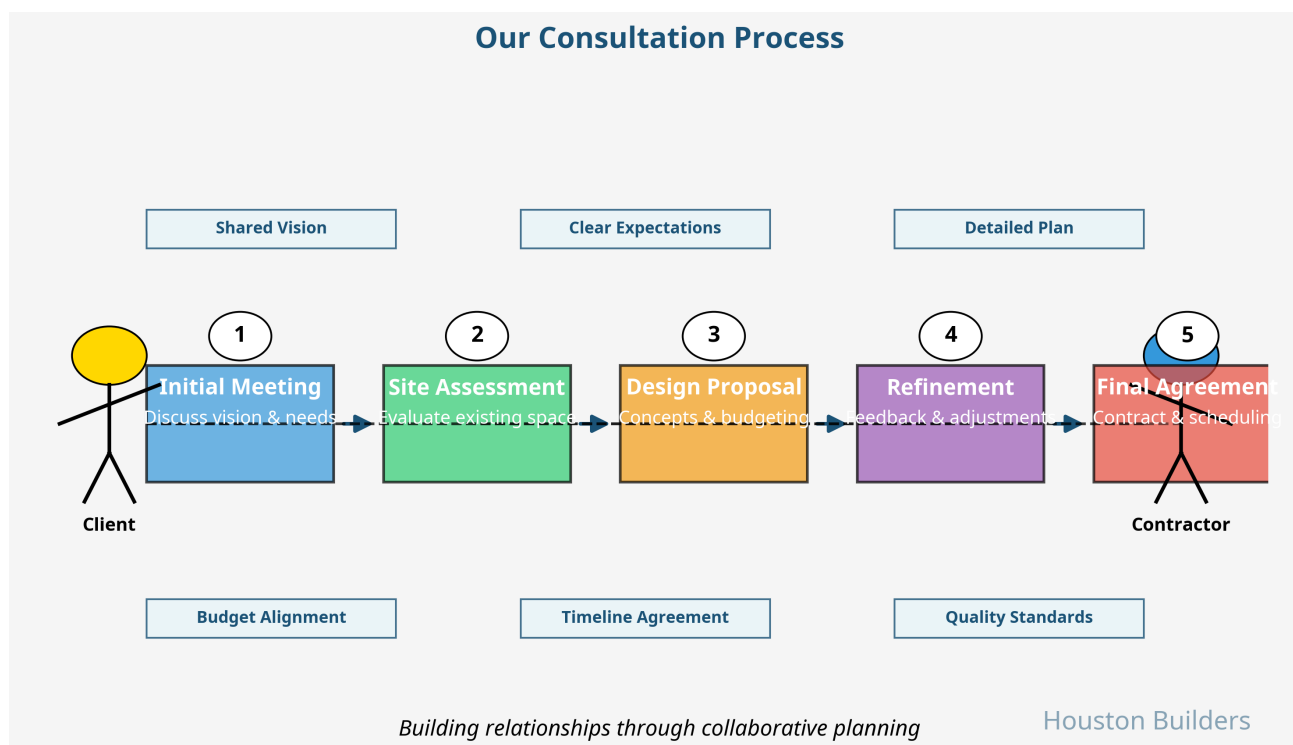 Our Consultation Process
Shared Vision
Clear Expectations
Detailed Plan
1
2
3
4
5
Initial Meeting
Site Assessment
Design Proposal
Refinement
Final Agreement
Discuss vision & needs
Evaluate existing space
Concepts & budgeting
Feedback & adjustments
Contract & scheduling
Client
Contractor
Budget Alignment
Timeline Agreement
Quality Standards
Building relationships through collaborative planning
Houston Builders